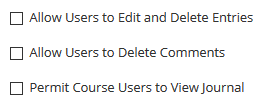 Allow Users to Edit and Delete Entries
Allow Users to Delete Comments
Permit Course Users to View Journal